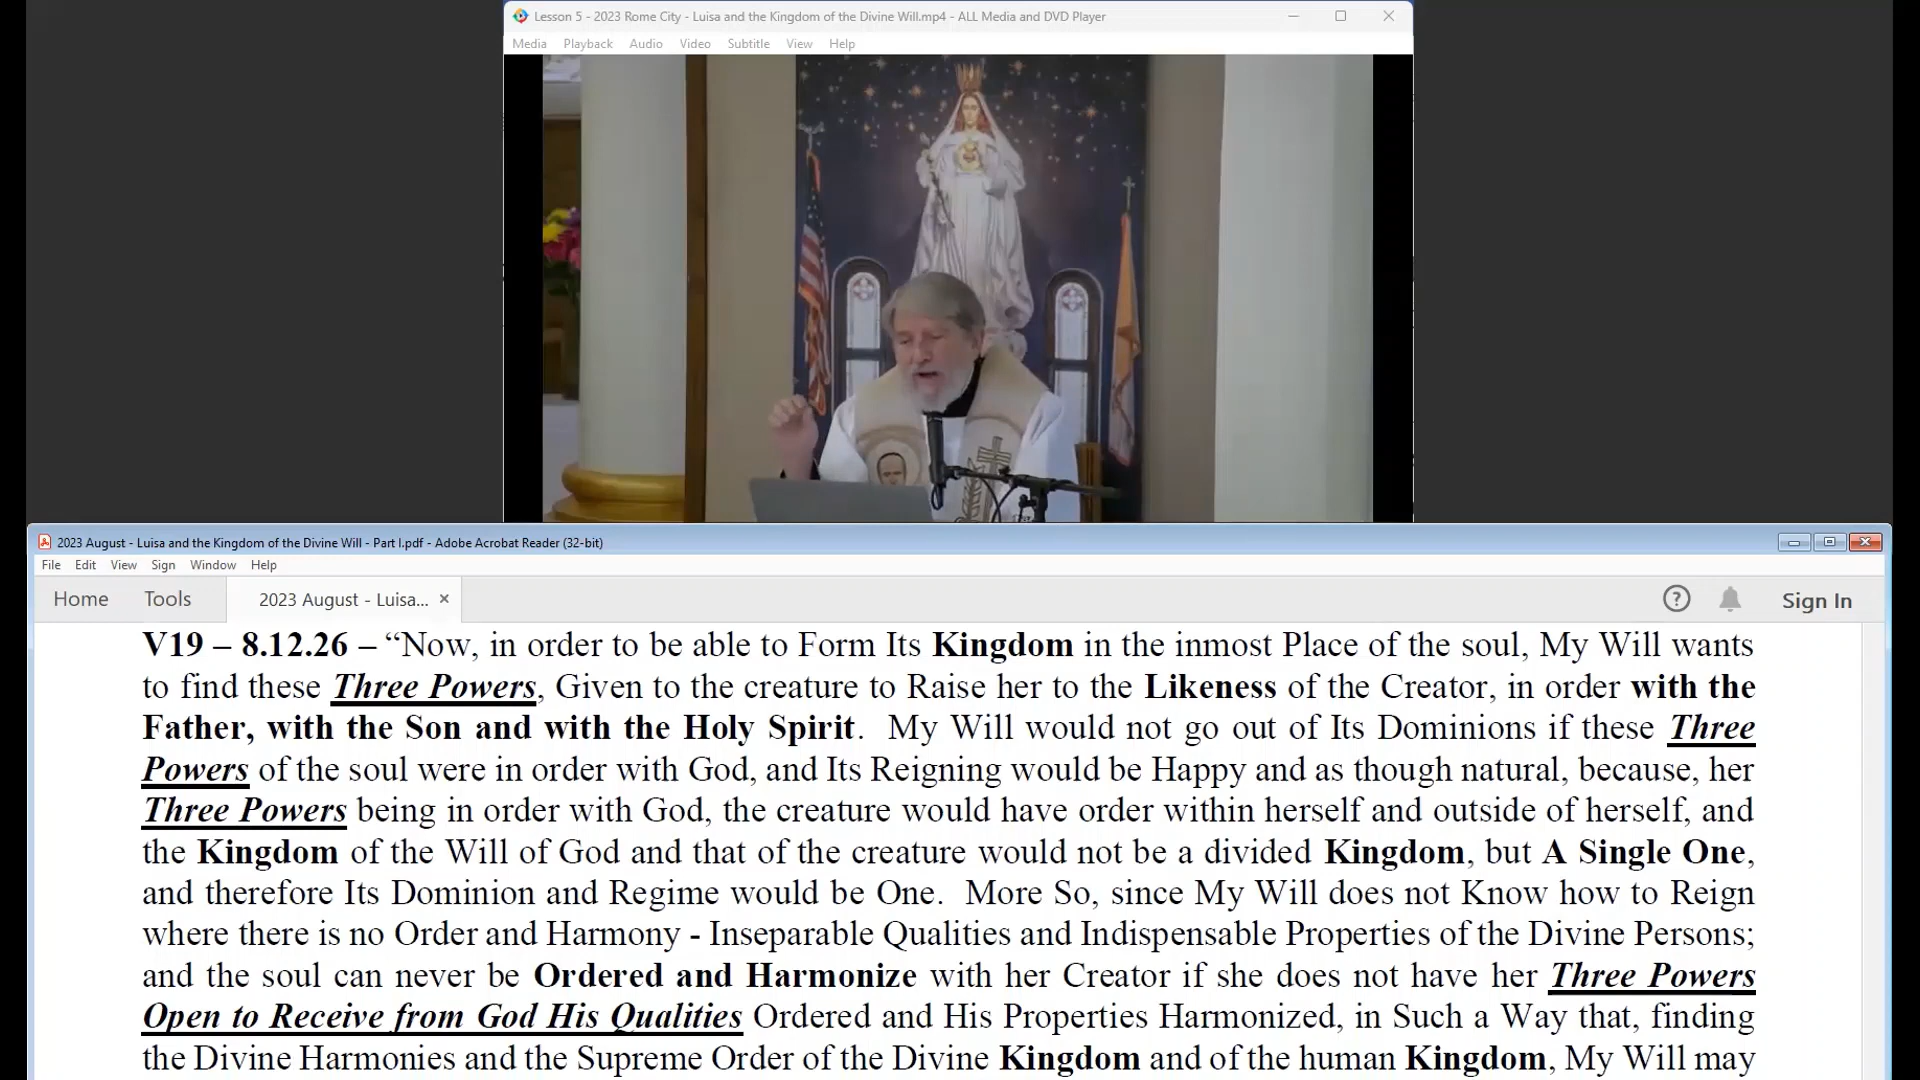 Lesson 5 - 2023 Rome City - Luisa and the Kingdom of the Divine Will.mp4 - ALL Media and DVD Player
Media Playback Audio Video Subtitle View Help
2023 August - Luisa and the Kingdom of the Divine Will - Part I.pdf - Adobe Acrobat Reader (32-bit)
File Edit View Sign Window Help
Home Tools 2023 August - Luisa... × Sign In
V19 – 8.12.26 – “Now, in order to be able to Form Its Kingdom in the inmost Place of the soul, My Will wants
to find these Three Powers, Given to the creature to Raise her to the Likeness of the Creator, in order with the
Father, with the Son and with the Holy Spirit. My Will would not go out of Its Dominions if these Three
Powers of the soul were in order with God, and Its Reigning would be Happy and as though natural, because, her
Three Powers being in order with God, the creature would have order within herself and outside of herself, and
the Kingdom of the Will of God and that of the creature would not be a divided Kingdom, but A Single One,
and therefore Its Dominion and Regime would be One. More So, since My Will does not Know how to Reign
where there is no Order and Harmony - Inseparable Qualities and Indispensable Properties of the Divine Persons;
and the soul can never be Ordered and Harmonize with her Creator if she does not have her Three Powers
Open to Receive from God His Qualities Ordered and His Properties Harmonized, in Such a Way that, finding
the Divine Harmonies and the Supreme Order of the Divine Kingdom and of the human Kingdom, My Will may